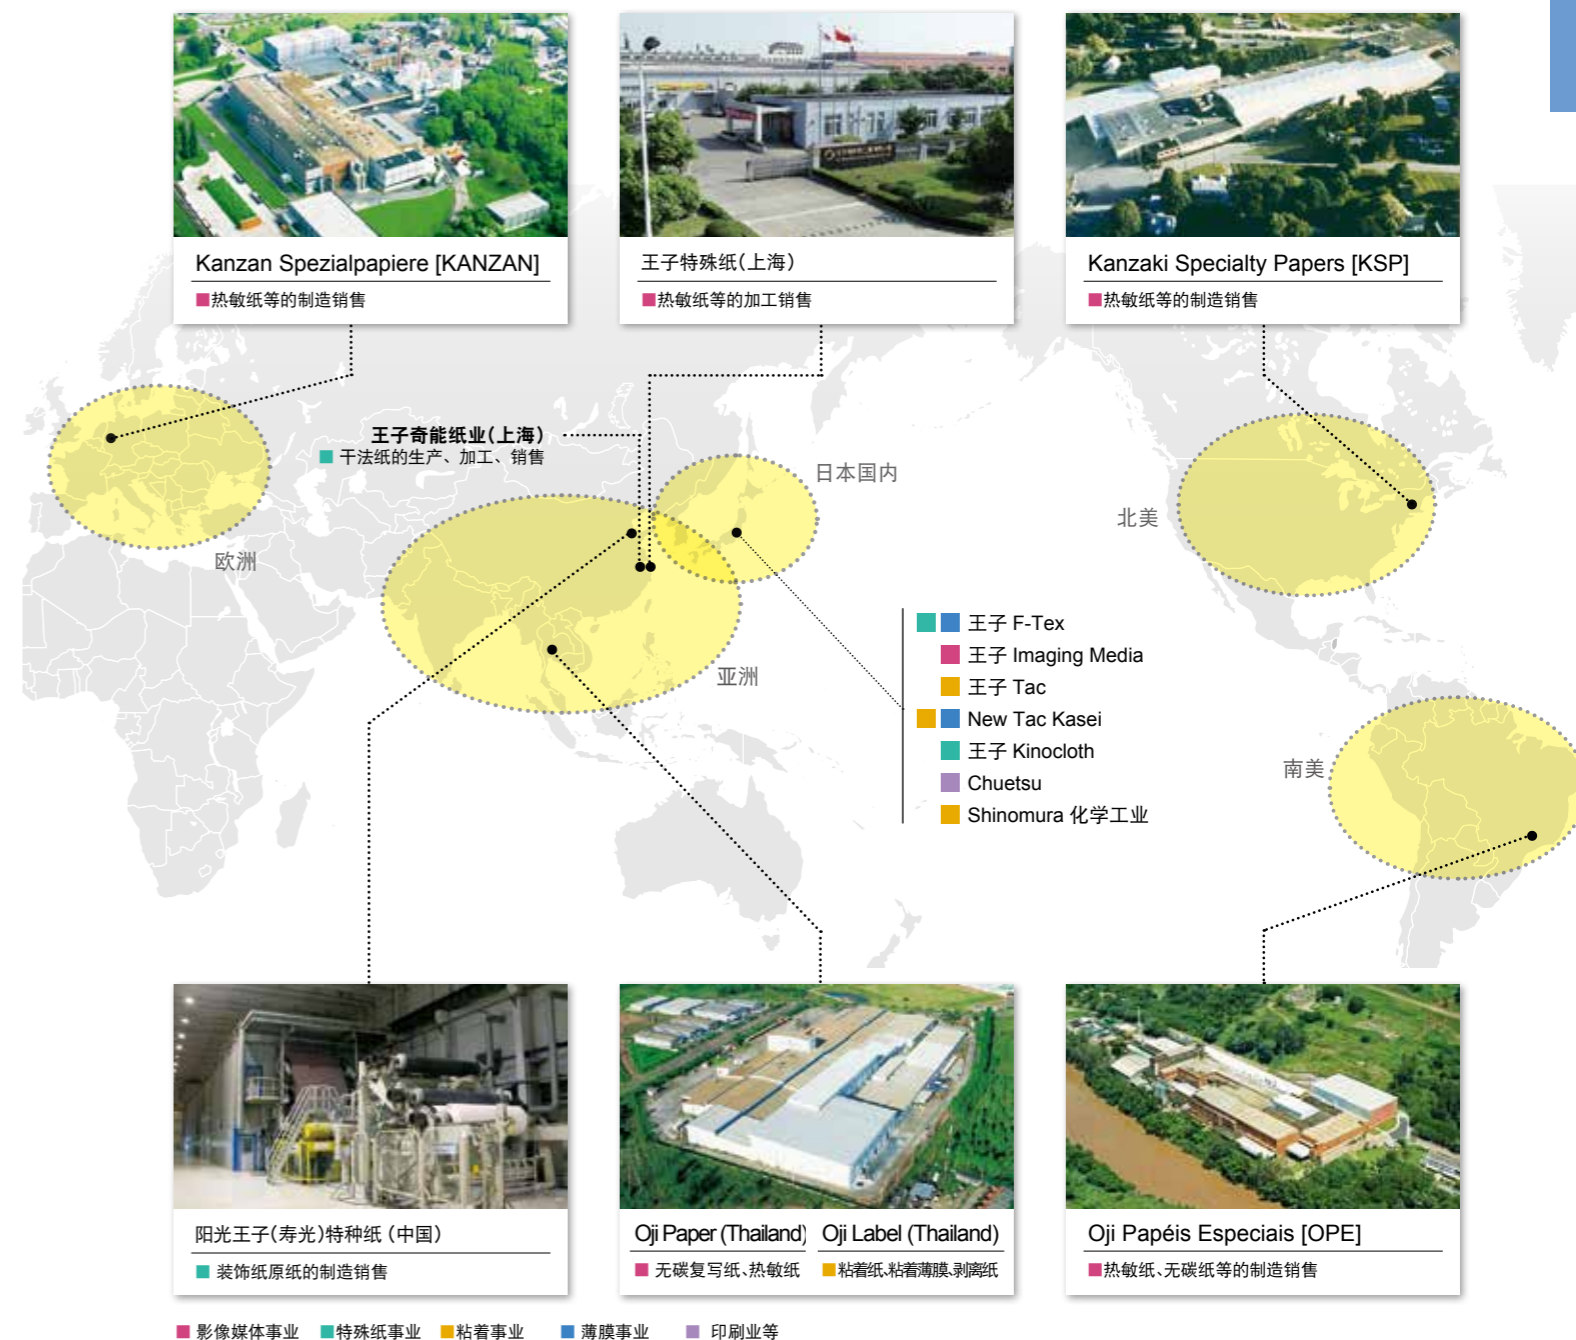 Kanzan Spezialpapiere [KANZAN]
■热敏纸等的制造销售
王子特殊纸(上海)
■热敏纸等的加工销售
Kanzaki Specialty Papers [KSP]
■热敏纸等的制造销售
王子奇能纸业(上海)
■ 干法纸的生产、加工、销售
日本国内
北美
欧洲
亚洲
南美
王子 F-Tex
王子 Imaging Media
王子 Tac
New Tac Kasei
王子 Kinocloth
Chuetsu
Shinomura 化学工业
阳光王子(寿光)特种纸 (中国)
■ 装饰纸原纸的制造销售
Oji Paper (Thailand)
■ 无碳复写纸、热敏纸
Oji Label (Thailand)
■粘着纸、粘着薄膜、剥离纸
Oji Papéis Especiais [OPE]
■热敏纸、无碳纸等的制造销售
■ 影像媒体事业 ■特殊纸事业 ■粘着事业 ■ 薄膜事业 ■ 印刷业等